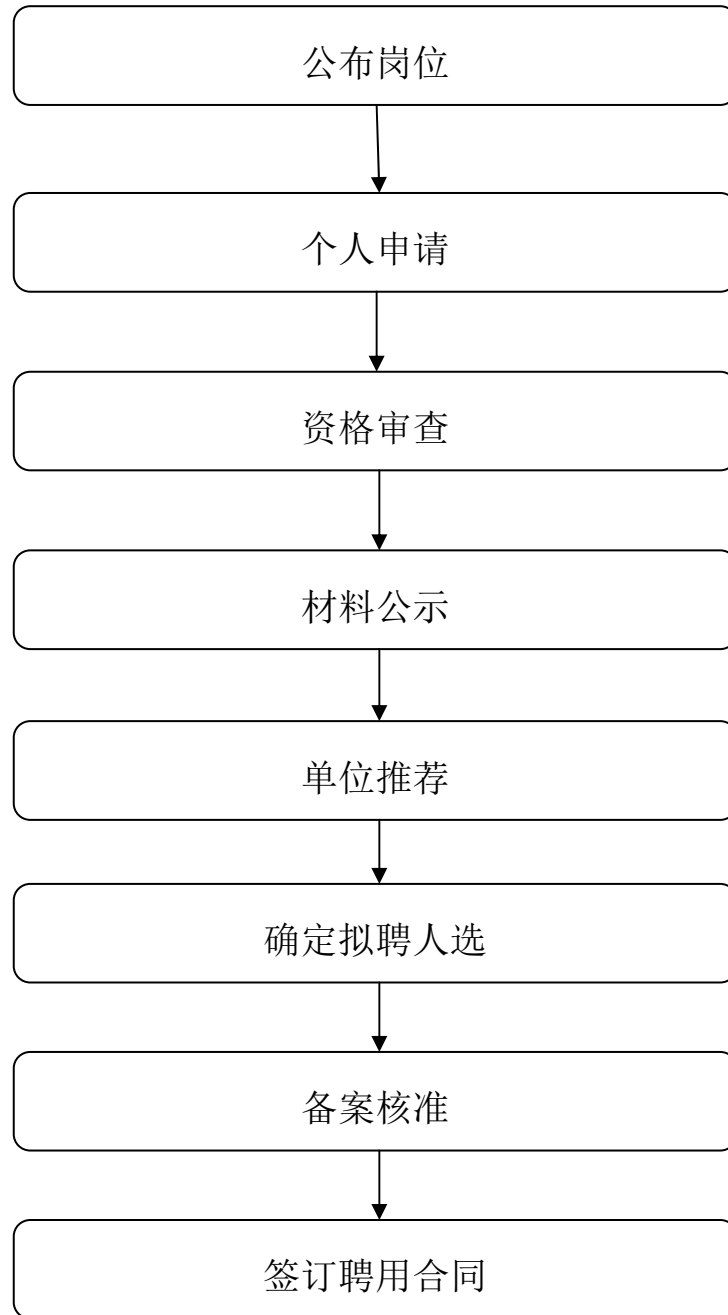 公布岗位
个人申请
资格审查
材料公示
单位推荐
确定拟聘人选
备案核准
签订聘用合同